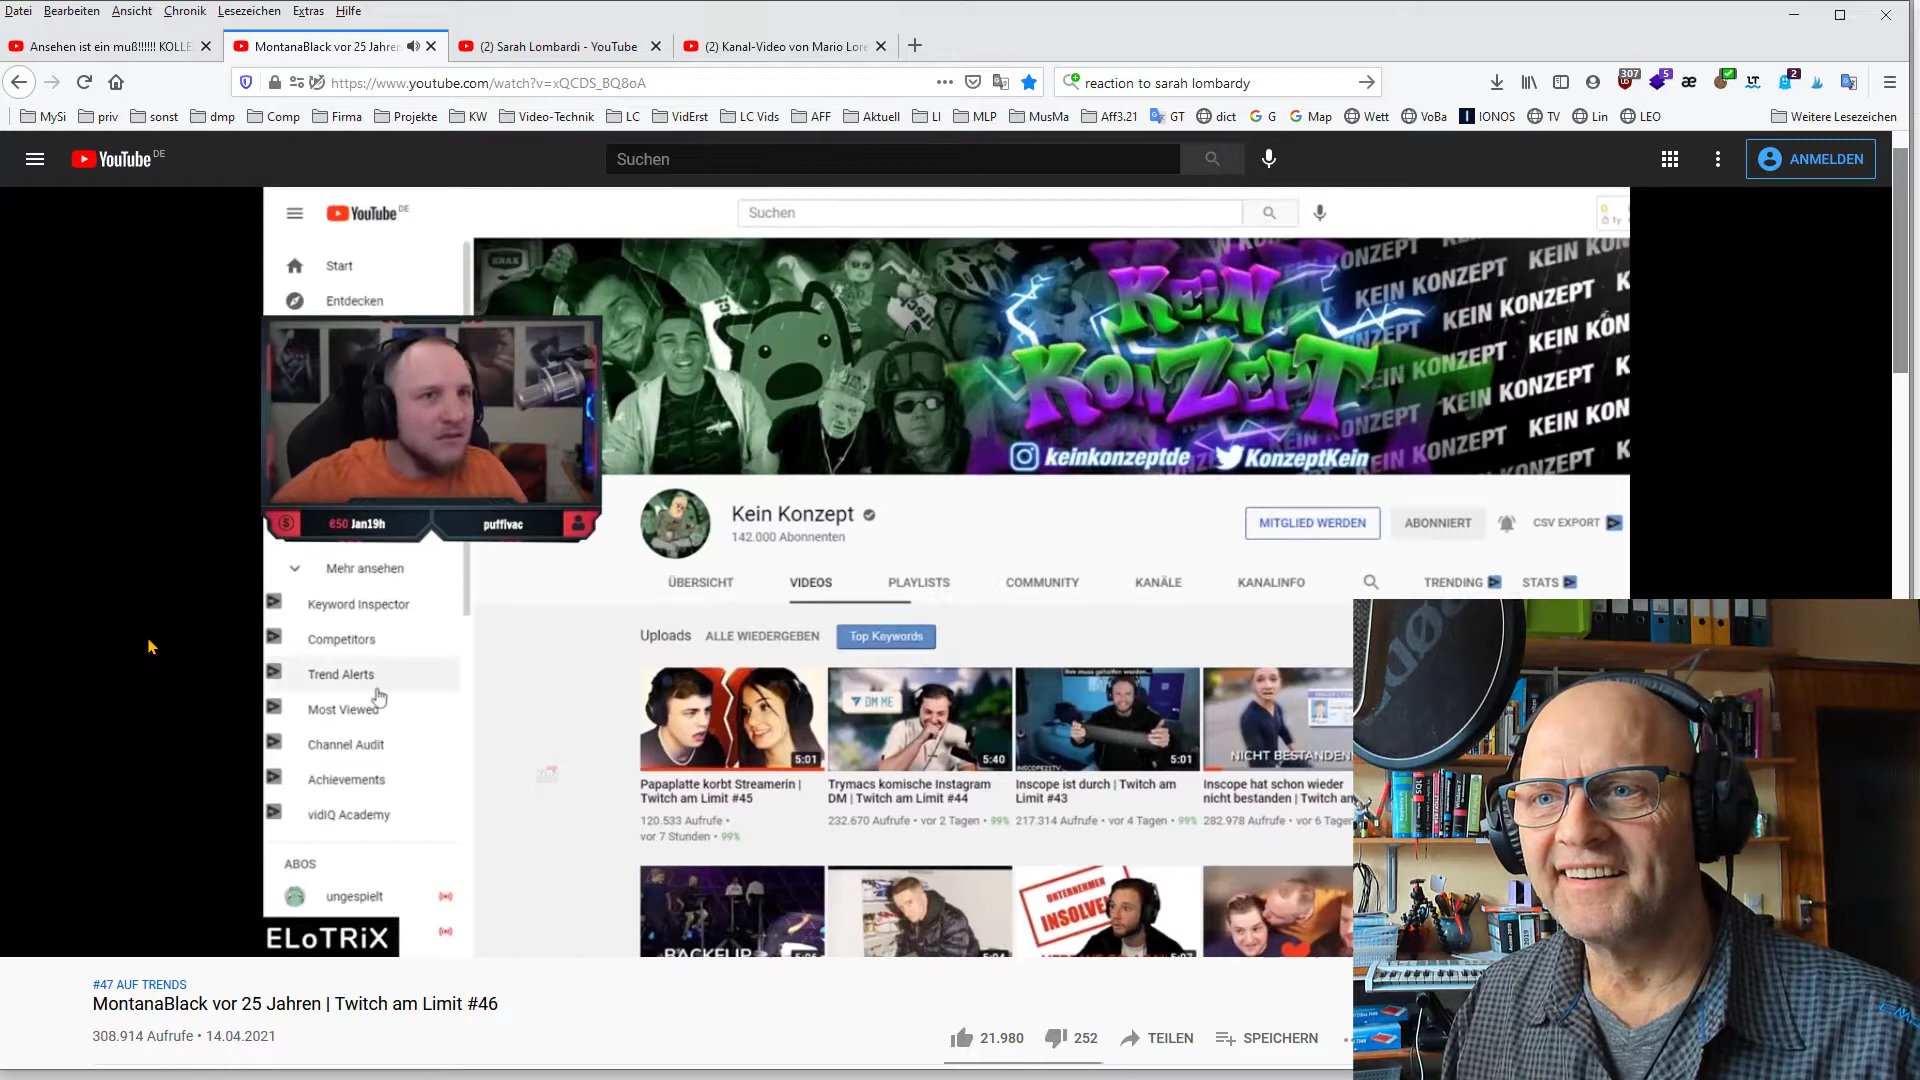 Datei Bearbeiten Ansicht Chronik Lesezeichen Extras Hilfe
Ansehen ist ein muß!!!!!! KOLLE
MontanaBlack vor 25 Jahren
(2) Sarah Lombardi - YouTube
(2) Kanal-Video von Mario Lore
https://www.youtube.com/watch?v=xQCDS_BQ8oA
reaction to sarah lombardy
307
5
2
MySi priv sonst dmp Comp Firma Projekte KW Video-Technik LC VidErst LC Vids AFF Aktuell LI MLP MusMa Aff3.21 GT dict G Map Wett VoBa IONOS TV Lin LEO Weitere Lesezeichen
YouTube DE
Suchen
ANMELDEN
YouTube DE
Suchen
Start
Entdecken
KEIN KONZEPT
keinkonzeptde
KonzeptKein
€50 Jan19h
puffivac
Kein Konzept
142.000 Abonnenten
MITGLIED WERDEN
ABONNIERT
CSV EXPORT
Mehr ansehen
ÜBERSICHT VIDEOS PLAYLISTS COMMUNITY KANÄLE KANALINFO TRENDING STATS
Keyword Inspector
Competitors
Trend Alerts
Most Viewed
Channel Audit
Achievements
vidIQ Academy
ABOS
ungespielt
ELoTRiX
Uploads ALLE WIEDERGEBEN Top Keywords
5:01
DM ME
5:40
5:01
NICHT BESTANDEN
Papaplatte korbt Streamerin |
Twitch am Limit #45
120.533 Aufrufe •
vor 7 Stunden • 99%
Trymacs komische Instagram
DM | Twitch am Limit #44
232.670 Aufrufe • vor 2 Tagen • 99%
Inscope ist durch | Twitch am
Limit #43
217.314 Aufrufe • vor 4 Tagen • 99%
Inscope hat schon wieder
nicht bestanden | Twitch am
282.978 Aufrufe • vor 6 Tagen
BACKFLIP
UNTERNEHMEN
INSOLVENT
#47 AUF TRENDS
MontanaBlack vor 25 Jahren | Twitch am Limit #46
308.914 Aufrufe • 14.04.2021
21.980
252
TEILEN
SPEICHERN